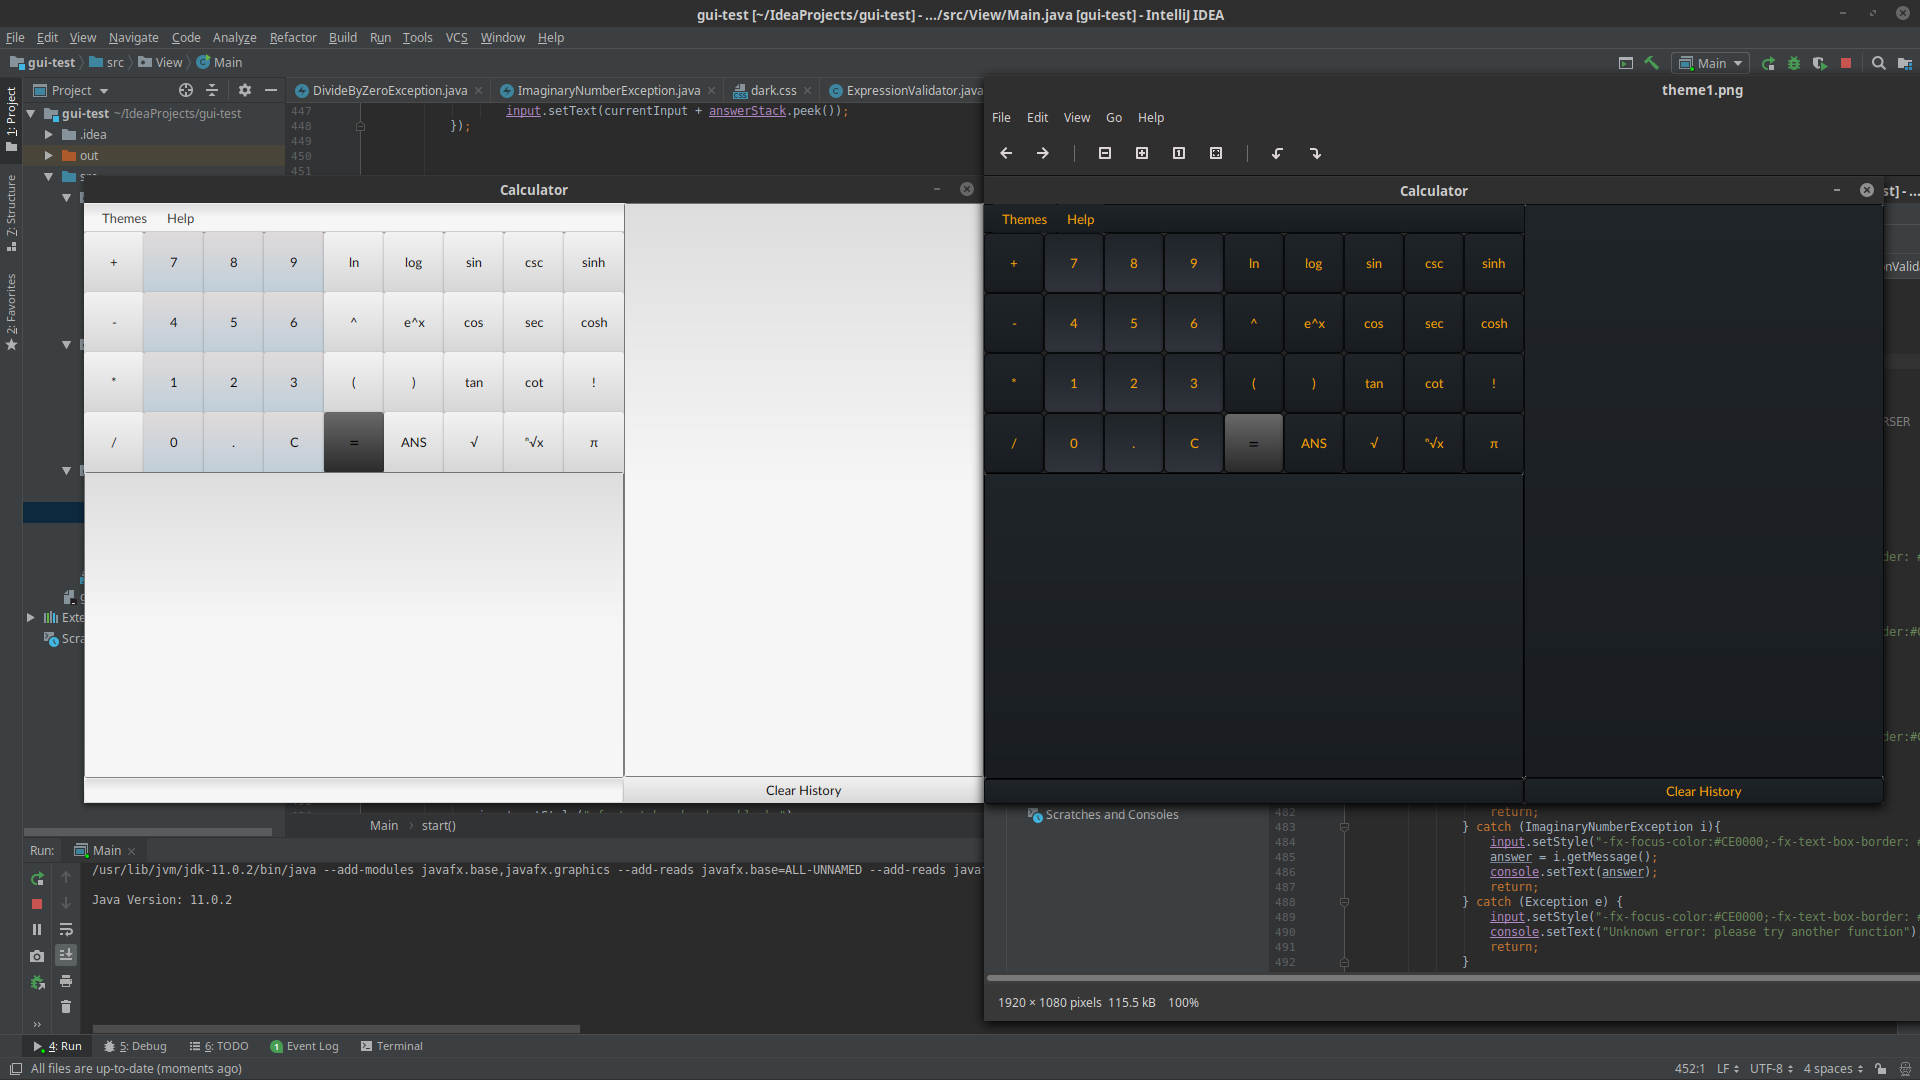 gui-test [~/IdeaProjects/gui-test] - .../src/View/Main.java [gui-test] - IntelliJ IDEA
File Edit View Navigate Code Analyze Refactor Build Run Tools VCS Window Help
gui-test src View Main
Main
Project
DivideByZeroException.java ImaginaryNumberException.java dark.css ExpressionValidator.java
1: Project
7: Structure
2: Favorites
gui-test ~/IdeaProjects/gui-test
.idea
out
447 input.setText(currentInput + answerStack.peek());
448 });
449
450
451
theme1.png
File Edit View Go Help
Calculator
Themes Help
+ 7 8 9 ln log sin csc sinh
- 4 5 6 ^ e^x cos sec cosh
* 1 2 3 ( ) tan cot !
/ 0 . C = ANS √ ⁿ√x π
Clear History
Calculator
Themes Help
+ 7 8 9 ln log sin csc sinh
- 4 5 6 ^ e^x cos sec cosh
* 1 2 3 ( ) tan cot !
/ 0 . C = ANS √ ⁿ√x π
Clear History
st] - ...
nValida
RSER
der: #
der:#C
der:#C
Exte
Scra
Main start()
Scratches and Consoles
482 return;
483 } catch (ImaginaryNumberException i){
484 input.setStyle("-fx-focus-color:#CE0000;-fx-text-box-border: #
485 answer = i.getMessage();
486 console.setText(answer);
487 return;
488 } catch (Exception e) {
489 input.setStyle("-fx-focus-color:#CE0000;-fx-text-box-border: #
490 console.setText("Unknown error: please try another function")
491 return;
492 }
1920 × 1080 pixels 115.5 kB 100%
Run: Main
/usr/lib/jvm/jdk-11.0.2/bin/java --add-modules javafx.base,javafx.graphics --add-reads javafx.base=ALL-UNNAMED --add-reads java
Java Version: 11.0.2
4: Run 5: Debug 6: TODO 1 Event Log Terminal
All files are up-to-date (moments ago)
452:1 LF UTF-8 4 spaces